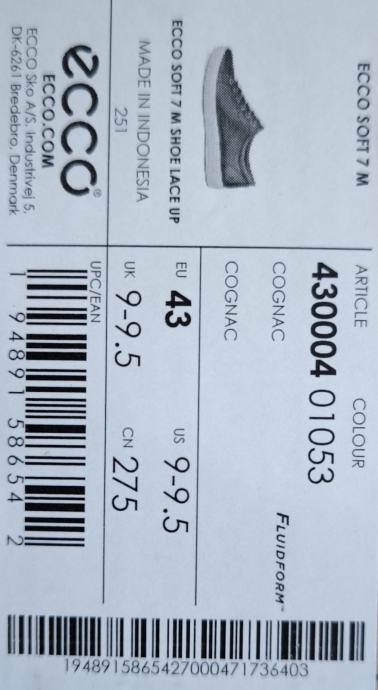 ECCO SOFT 7 M
ECCO SOFT 7 M SHOE LACE UP
MADE IN INDONESIA
251
ecco®
ECCO.COM
ECCO Sko A/S, Industrivej 5,
DK-6261 Bredebro, Denmark
ARTICLE COLOUR
430004 01053
COGNAC
FLUIDFORM™
COGNAC
EU 43 US 9-9.5
UK 9-9.5 CN 275
UPC/EAN
1 94891 58654 2
1948915865427000471736403